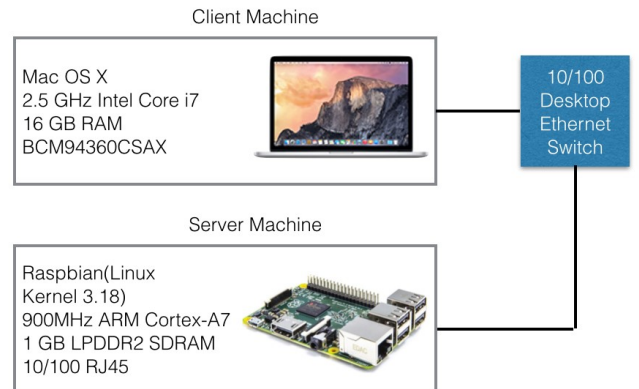 Client Machine
Mac OS X
2.5 GHz Intel Core i7
16 GB RAM
BCM94360CSAX
10/100
Desktop
Ethernet
Switch
Server Machine
Raspbian(Linux
Kernel 3.18)
900MHz ARM Cortex-A7
1 GB LPDDR2 SDRAM
10/100 RJ45